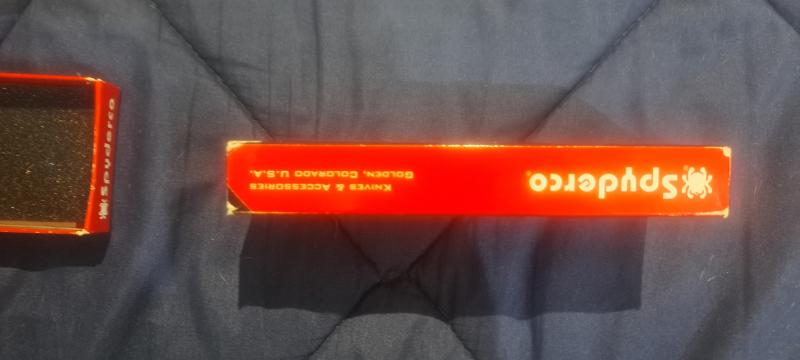 Spyderco
Spyderco®
KNIVES & ACCESSORIES
GOLDEN, COLORADO U.S.A.